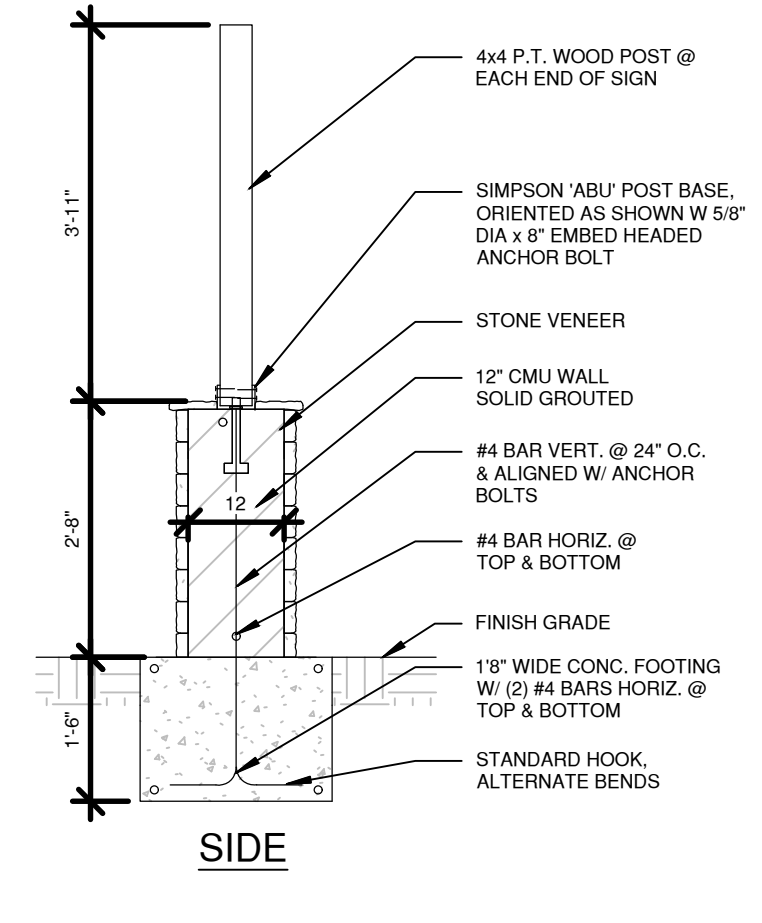 4x4 P.T. WOOD POST @
EACH END OF SIGN
3'-11"
SIMPSON 'ABU' POST BASE,
ORIENTED AS SHOWN W 5/8"
DIA x 8" EMBED HEADED
ANCHOR BOLT
STONE VENEER
12" CMU WALL
SOLID GROUTED
#4 BAR VERT. @ 24" O.C.
& ALIGNED W/ ANCHOR
BOLTS
12
2'-8"
#4 BAR HORIZ. @
TOP & BOTTOM
FINISH GRADE
1'8" WIDE CONC. FOOTING
W/ (2) #4 BARS HORIZ. @
TOP & BOTTOM
1'-6"
STANDARD HOOK,
ALTERNATE BENDS
SIDE